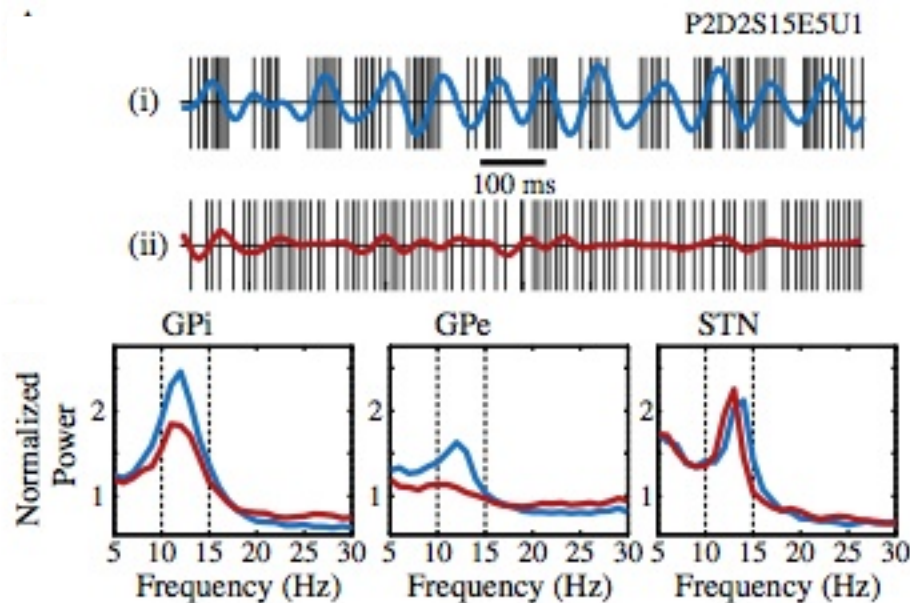 P2D2S15E5U1
(i)
100 ms
(ii)
GPi GPe STN
Normalized
Power
2 2 2
1 1 1
5 10 15 20 25 30 5 10 15 20 25 30 5 10 15 20 25 30
Frequency (Hz) Frequency (Hz) Frequency (Hz)